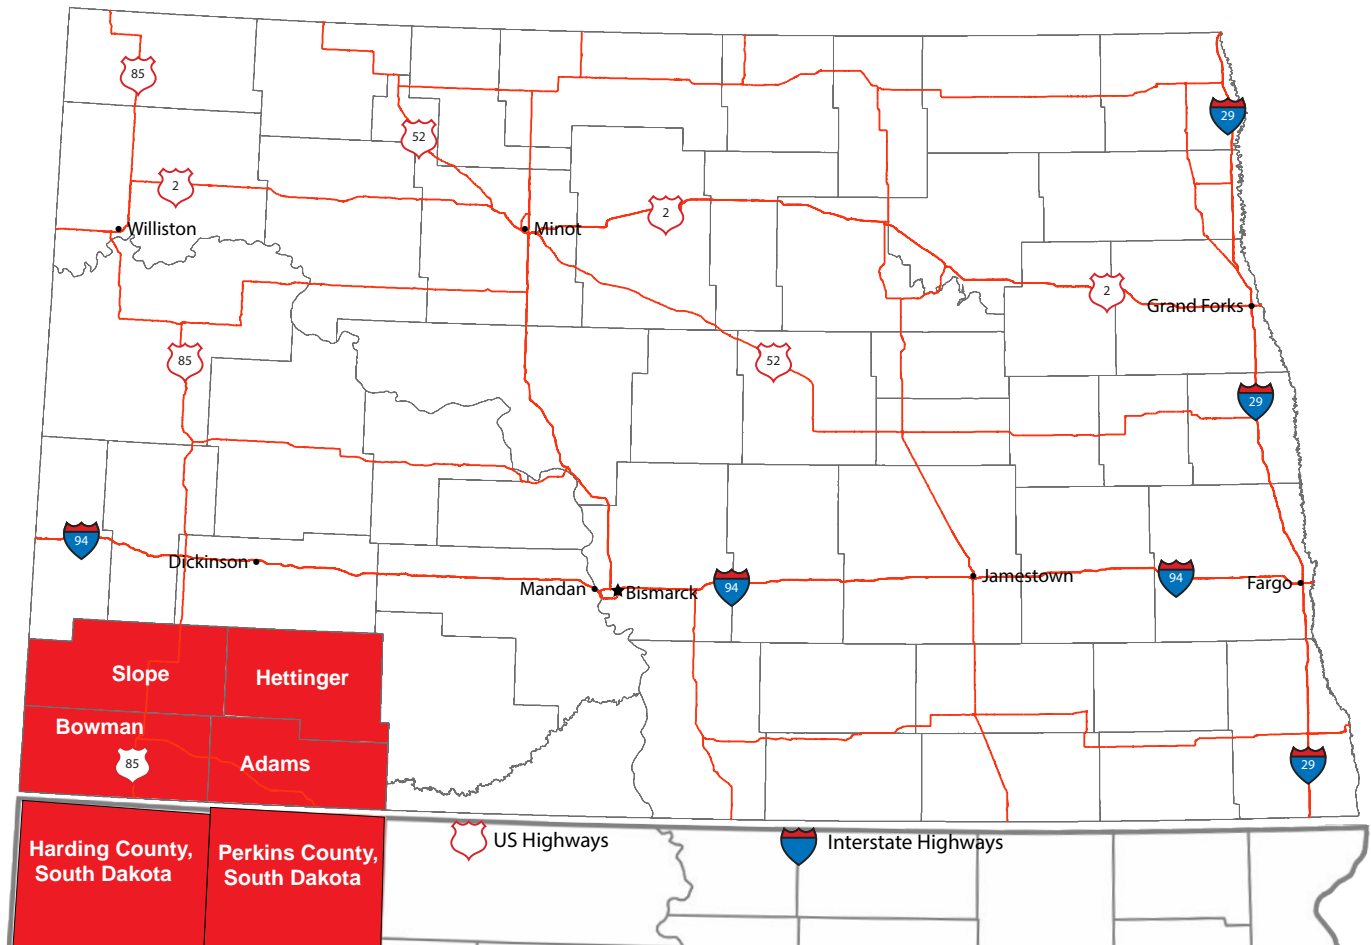 85
29
52
2
2
Williston
Minot
2
Grand Forks
85
52
29
94
Dickinson
Jamestown
94
94
Mandan
Bismarck
Fargo
Slope
Hettinger
Bowman
85
Adams
29
Harding County,
South Dakota
Perkins County,
South Dakota
US Highways
Interstate Highways